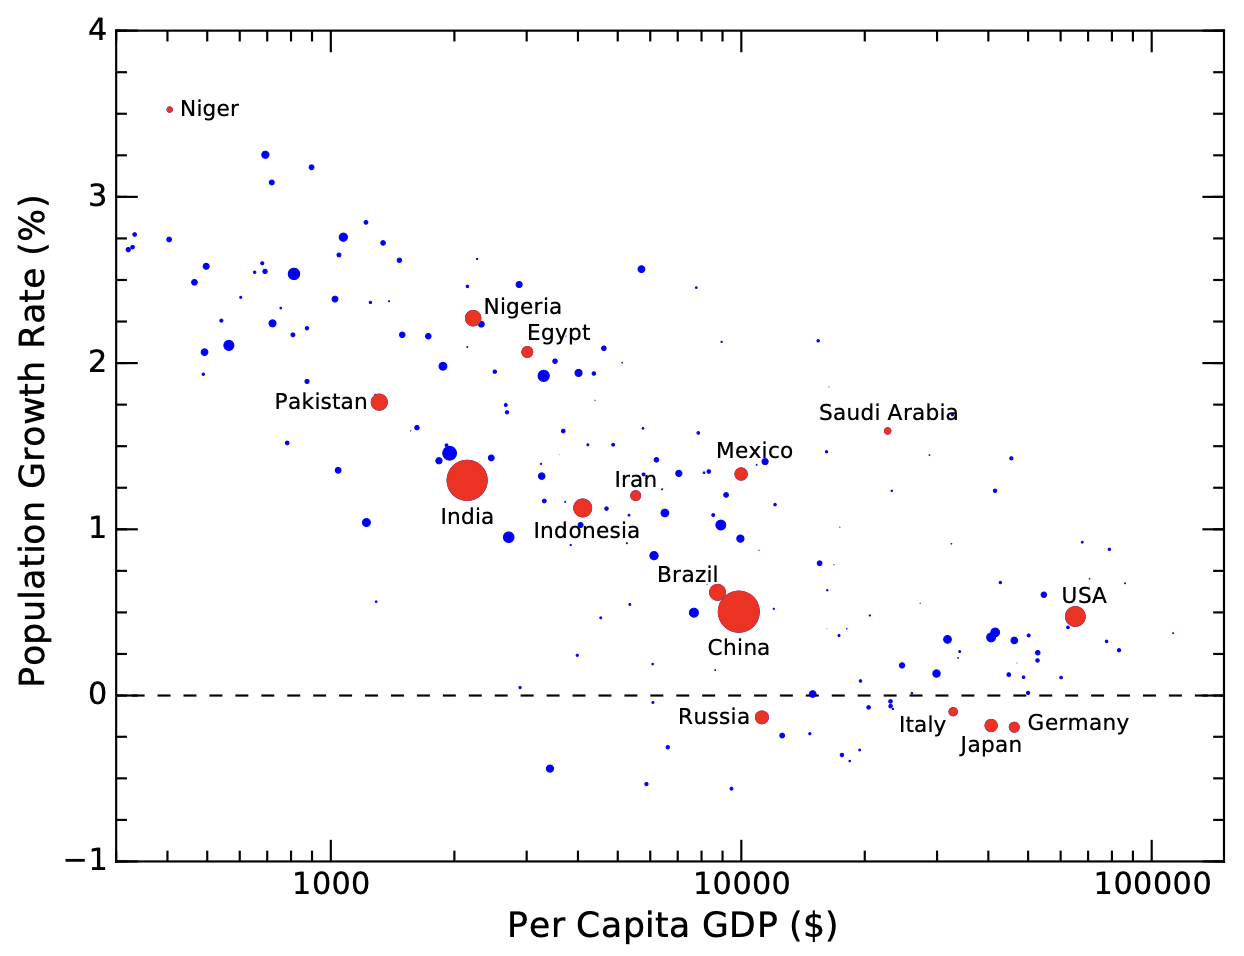 4
Niger
3
Nigeria
Egypt
2
Pakistan
Saudi Arabia
Mexico
Iran
India
Indonesia
1
Brazil
USA
China
0
Russia
Italy
Germany
Japan
−1
1000
10000
100000
Per Capita GDP ($)
Population Growth Rate (%)